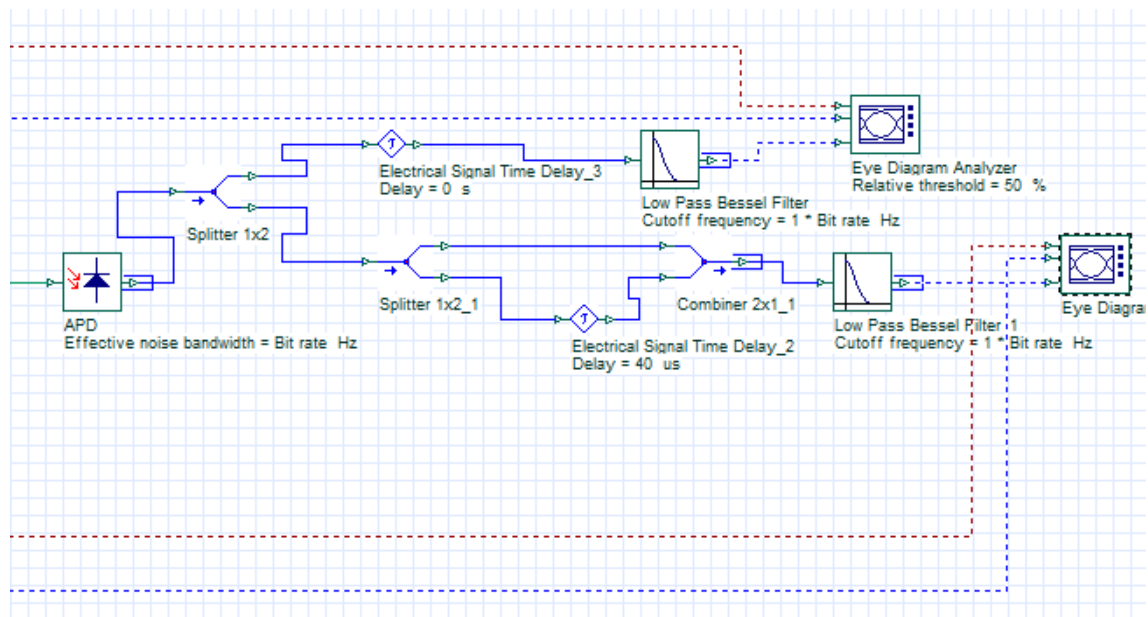 Electrical Signal Time Delay_3
Delay = 0 s
Eye Diagram Analyzer
Relative threshold = 50 %
Low Pass Bessel Filter
Cutoff frequency = 1 * Bit rate Hz
Splitter 1x2
Splitter 1x2_1
Combiner 2x1_1
Eye Diagra
APD
Effective noise bandwidth = Bit rate Hz
Low Pass Bessel Filter_1
Cutoff frequency = 1 * Bit rate Hz
Electrical Signal Time Delay_2
Delay = 40 us